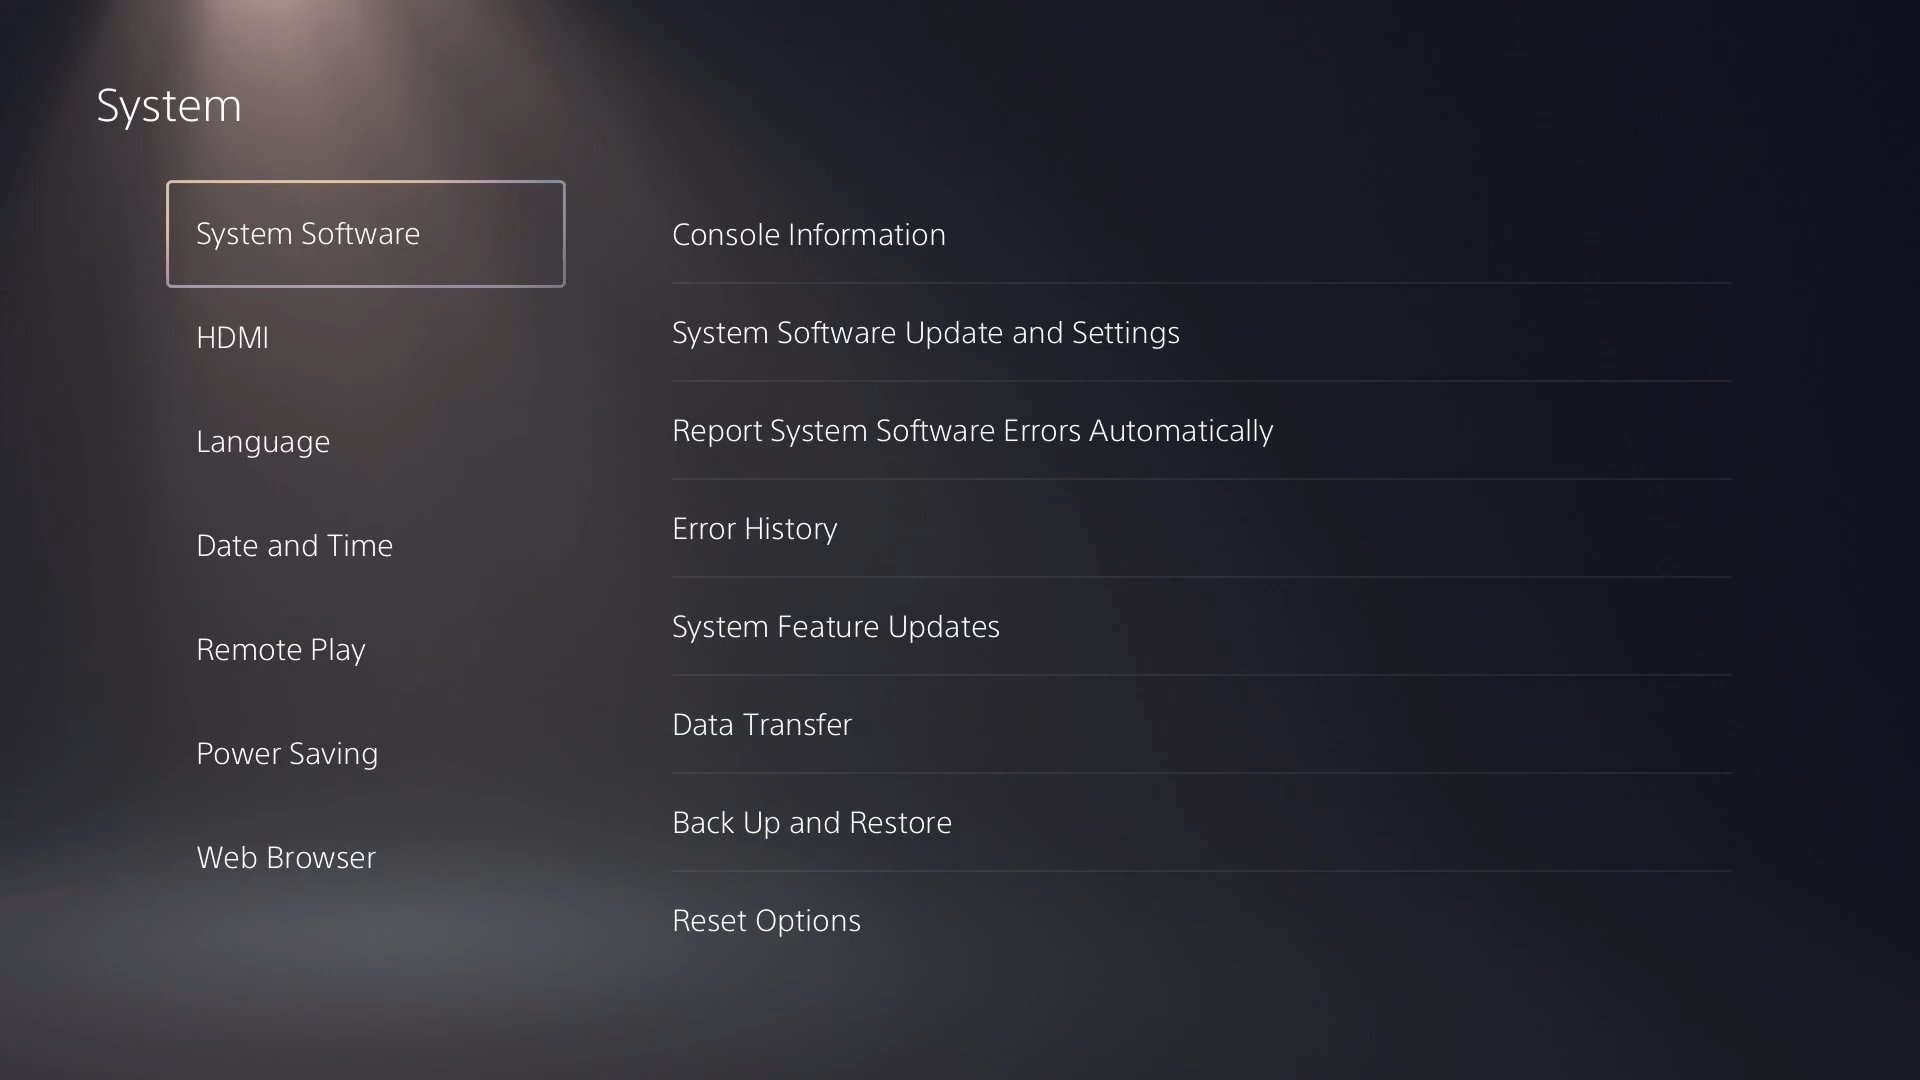 System
System Software
HDMI
Language
Date and Time
Remote Play
Power Saving
Web Browser
Console Information
System Software Update and Settings
Report System Software Errors Automatically
Error History
System Feature Updates
Data Transfer
Back Up and Restore
Reset Options